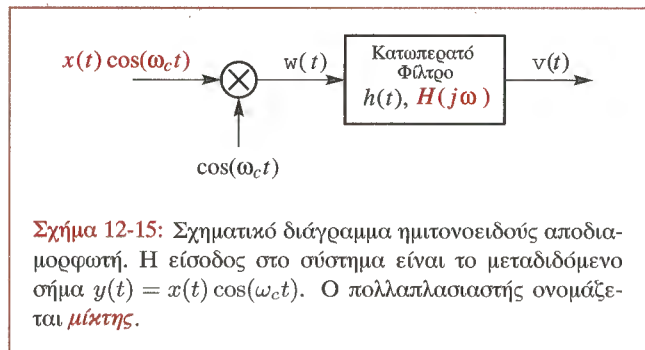 x(t) cos(ω_c t)
w(t)
Κατωπερατό
Φίλτρο
h(t), H(jω)
v(t)
cos(ω_c t)
Σχήμα 12-15: Σχηματικό διάγραμμα ημιτονοειδούς αποδια-
μορφωτή. Η είσοδος στο σύστημα είναι το μεταδιδόμενο
σήμα y(t) = x(t) cos(ω_c t). Ο πολλαπλασιαστής ονομάζε-
ται μίκτης.